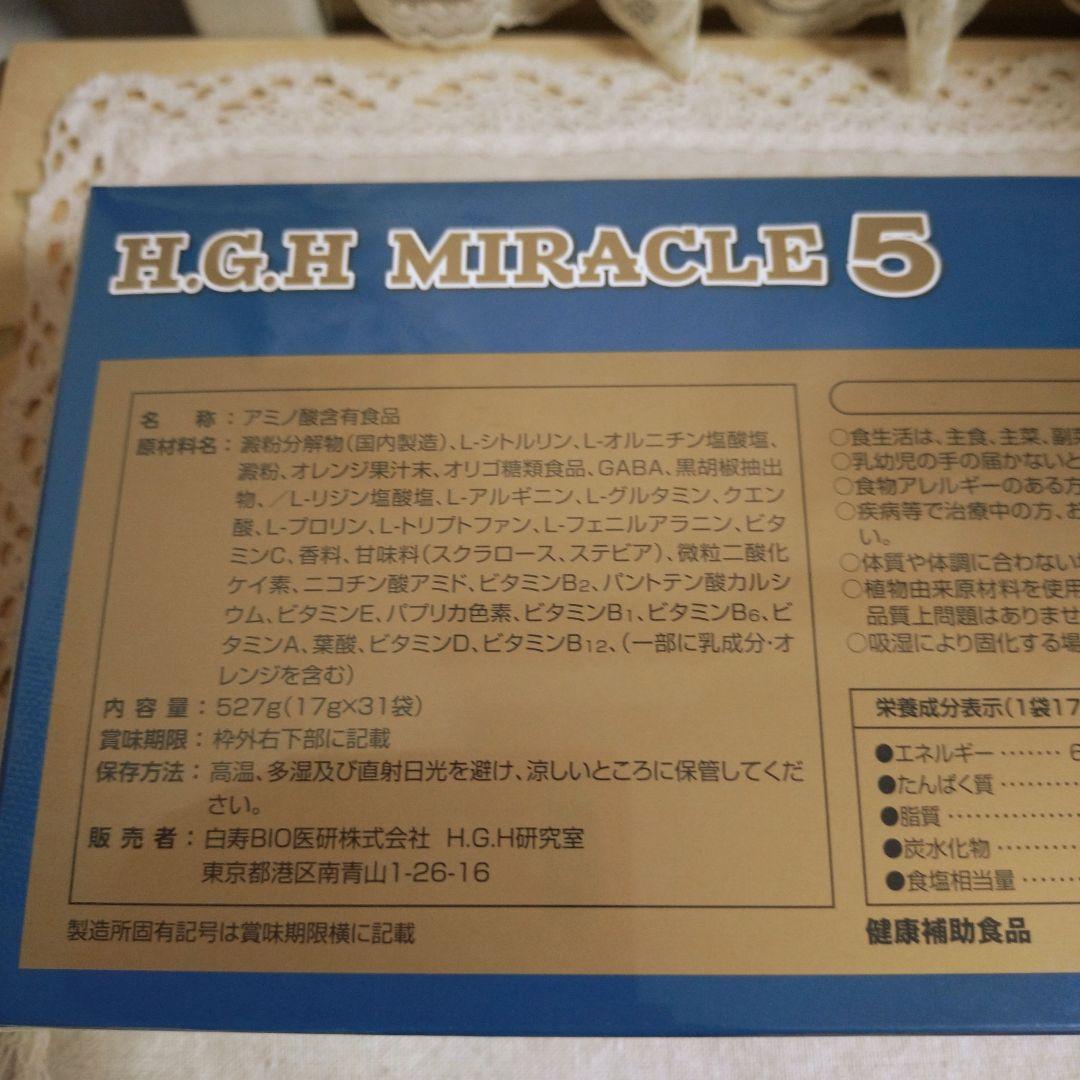 H.G.H MIRACLE 5
名 称：アミノ酸含有食品
原材料名：澱粉分解物(国内製造)、L-シトルリン、L-オルニチン塩酸塩、
澱粉、オレンジ果汁末、オリゴ糖類食品、GABA、黒胡椒抽出
物、／L-リジン塩酸塩、L-アルギニン、L-グルタミン、クエン
酸、L-プロリン、L-トリプトファン、L-フェニルアラニン、ビタ
ミンC、香料、甘味料(スクラロース、ステビア)、微粒二酸化
ケイ素、ニコチン酸アミド、ビタミンB2、パントテン酸カルシ
ウム、ビタミンE、パプリカ色素、ビタミンB1、ビタミンB6、ビ
タミンA、葉酸、ビタミンD、ビタミンB12、(一部に乳成分・オ
レンジを含む)
内容量：527g(17g×31袋)
賞味期限：枠外右下部に記載
保存方法：高温、多湿及び直射日光を避け、涼しいところに保管してくだ
さい。
販売者：白寿BIO医研株式会社 H.G.H研究室
東京都港区南青山1-26-16
製造所固有記号は賞味期限横に記載
○食生活は、主食、主菜、副菜
○乳幼児の手の届かないと
○食物アレルギーのある方
○疾病等で治療中の方、お
い。
○体質や体調に合わない
○植物由来原材料を使用
品質上問題はありませ
○吸湿により固化する場
栄養成分表示(1袋17
●エネルギー……… 6
●たんぱく質………
●脂質………
●炭水化物………
●食塩相当量………
健康補助食品